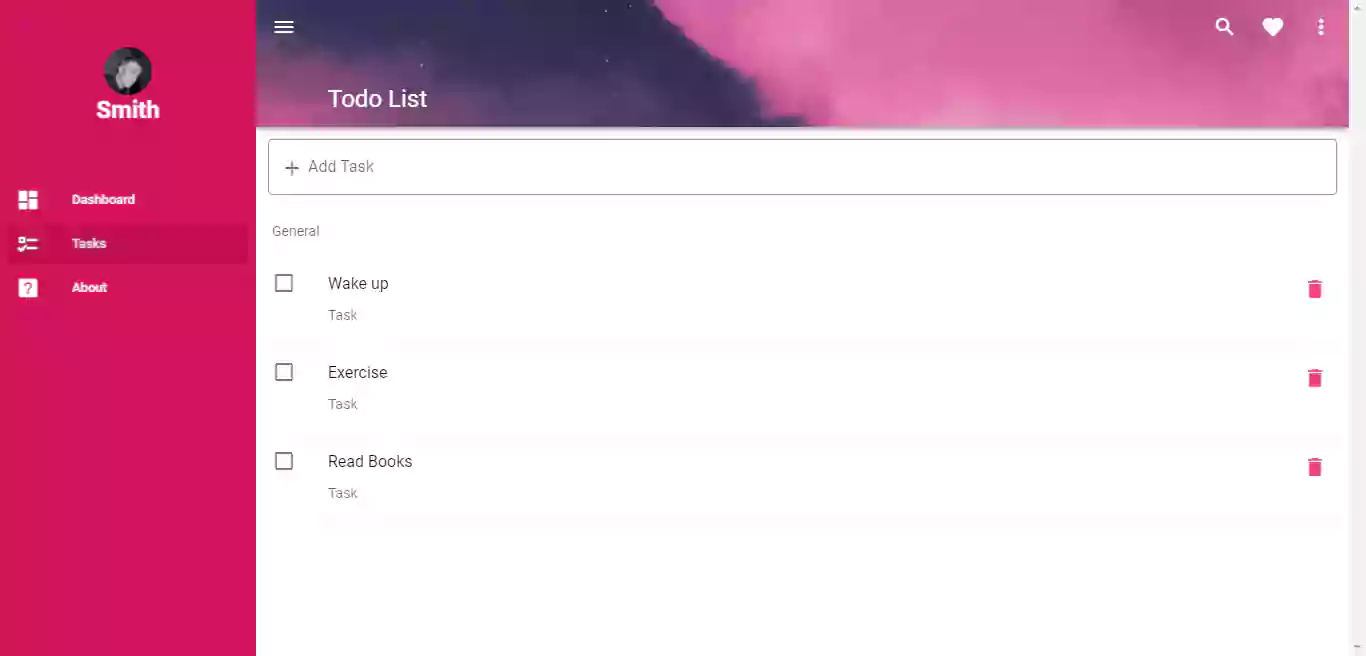 Smith
Dashboard
Tasks
About
Todo List
Add Task
General
Wake up
Task
Exercise
Task
Read Books
Task